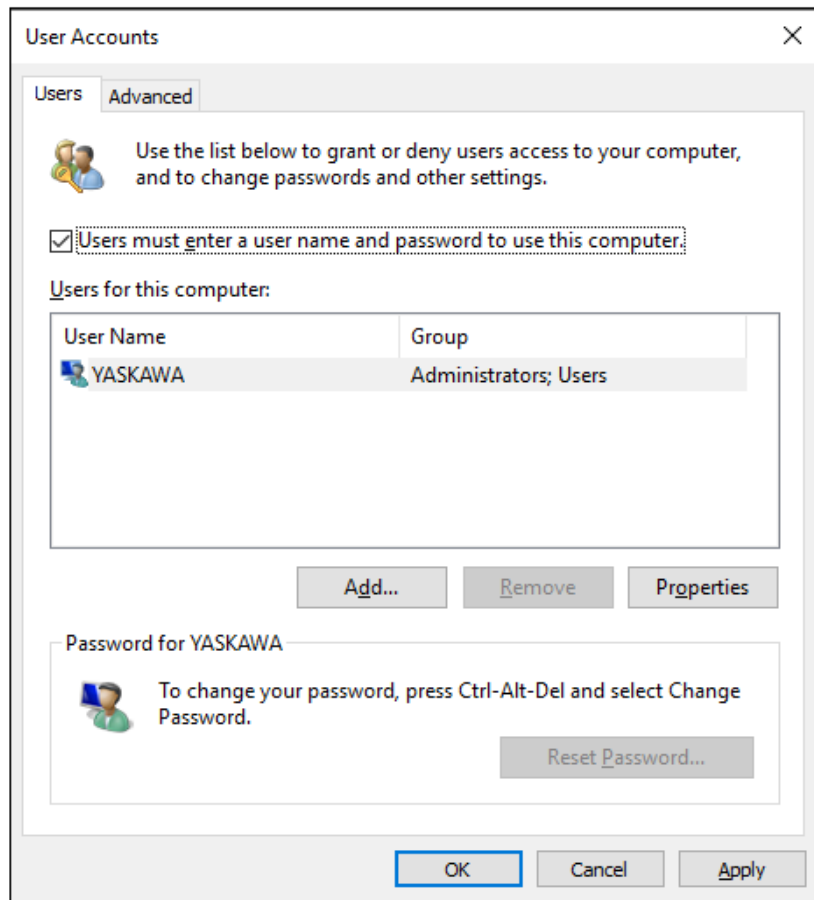 User Accounts
Users
Advanced
Use the list below to grant or deny users access to your computer,
and to change passwords and other settings.
Users must enter a user name and password to use this computer.
Users for this computer:
User Name Group
YASKAWA Administrators; Users
Add... Remove Properties
Password for YASKAWA
To change your password, press Ctrl-Alt-Del and select Change
Password.
Reset Password...
OK Cancel Apply